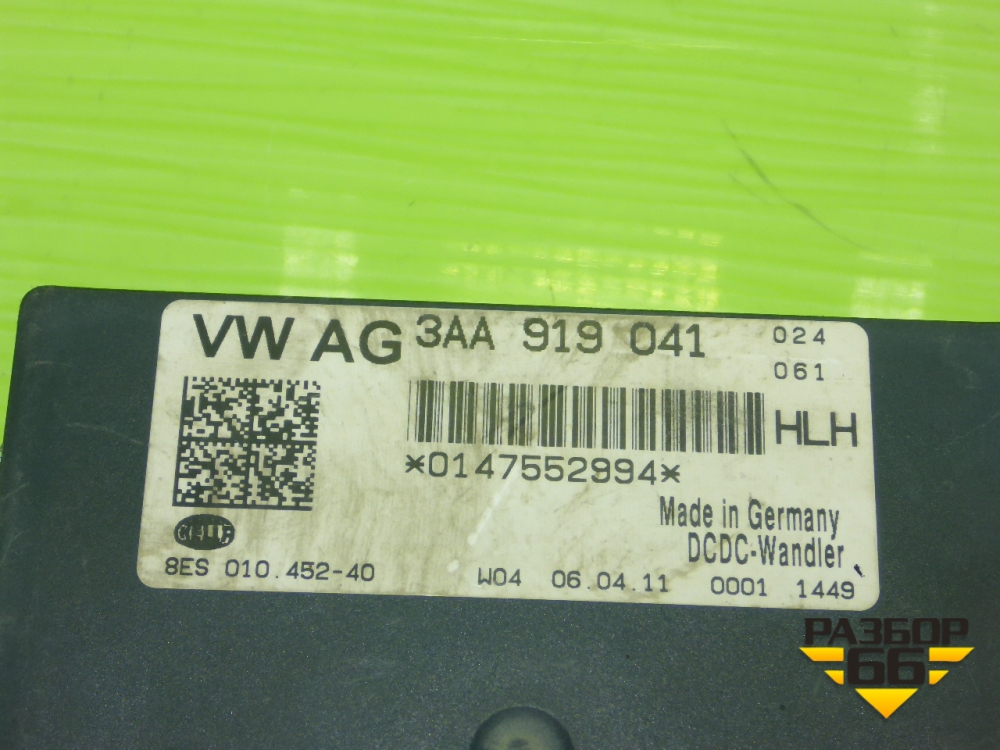 VW AG 3AA 919 041 024
061
HLH
*0147552994*
Made in Germany
DCDC-Wandler
HELLA
8ES 010.452-40 W04 06.04.11 0001 1449
РАЗБОР
66